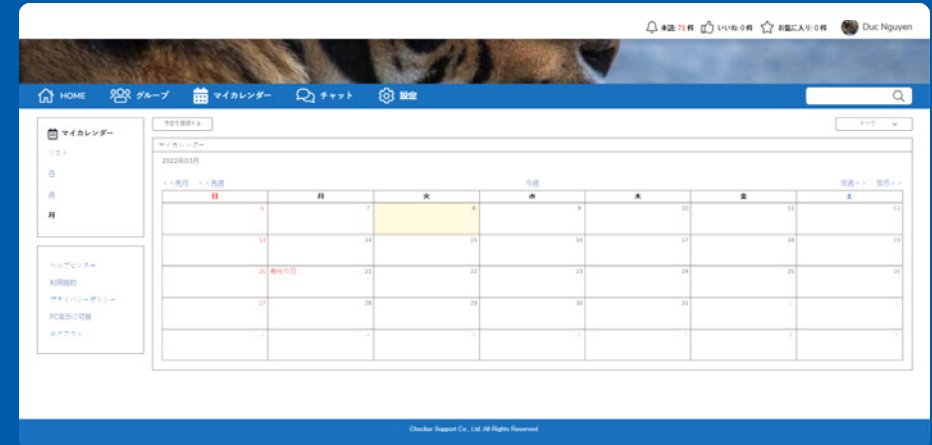 未読:71件 いいね:0件 お気に入り:0件 Duc Nguyen
HOME グループ マイカレンダー チャット 設定
マイカレンダー
リスト
日
週
月
ヘルプセンター
利用規約
プライバシーポリシー
PC表示に切替
ログアウト
予定を登録する すべて
マイカレンダー
2022年03月
<<先月 <<先週 今週 翌週>> 翌月>>
日 月 火 水 木 金 土
6 7 8 9 10 11 12
13 14 15 16 17 18 19
20 春分の日 21 22 23 24 25 26
27 28 29 30 31
Checker Support Co., Ltd. All Rights Reserved.